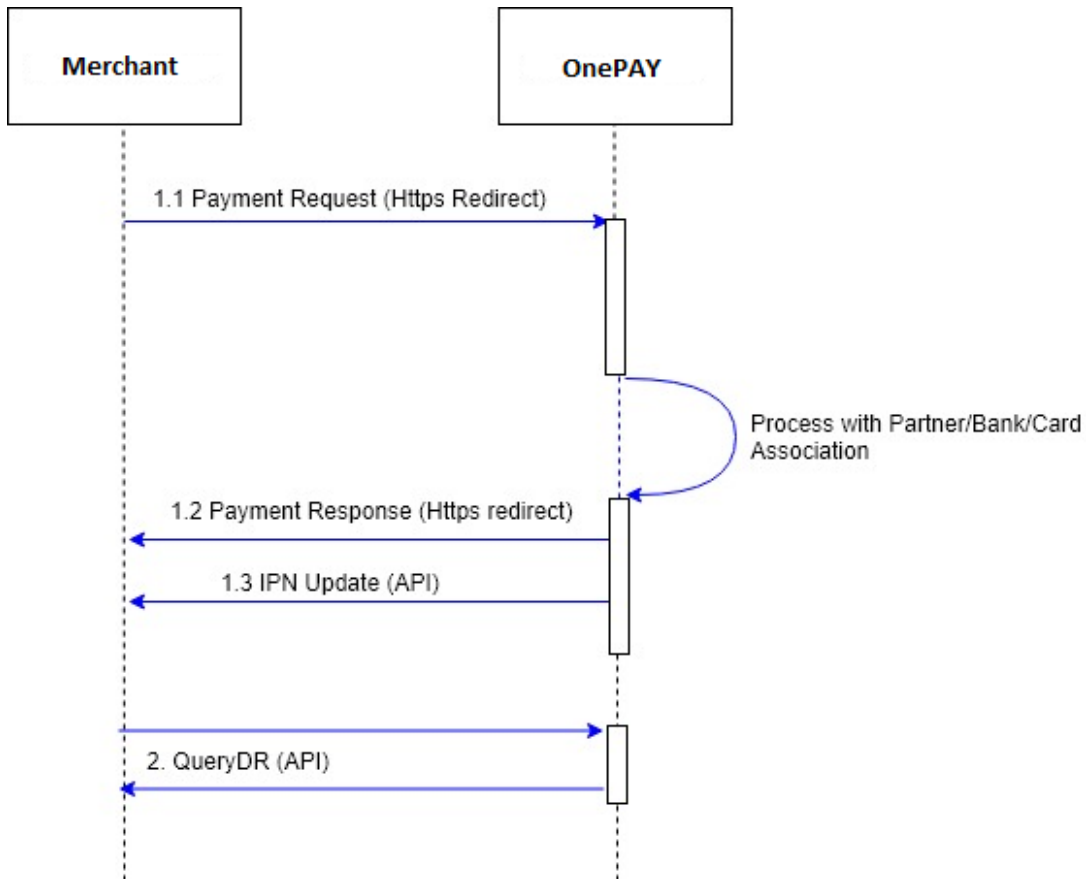 Merchant
OnePAY
1.1 Payment Request (Https Redirect)
Process with Partner/Bank/Card
Association
1.2 Payment Response (Https redirect)
1.3 IPN Update (API)
2. QueryDR (API)